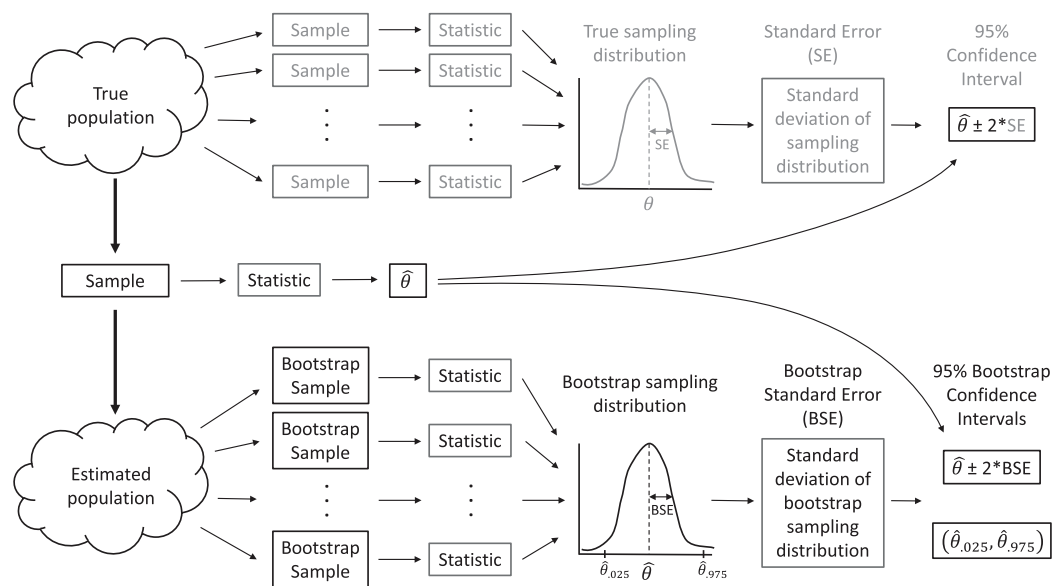 Sample
Statistic
True sampling
distribution
Standard Error
(SE)
95%
Confidence
Interval
Sample
Statistic
True
population
Standard
deviation of
sampling
distribution
θ̂ ± 2*SE
⋮
⋮
SE
Sample
Statistic
θ
Sample
Statistic
θ̂
Bootstrap
Sample
Statistic
Bootstrap sampling
distribution
Bootstrap
Standard Error
(BSE)
95% Bootstrap
Confidence
Intervals
Bootstrap
Sample
Statistic
Estimated
population
Standard
deviation of
bootstrap
sampling
distribution
θ̂ ± 2*BSE
⋮
⋮
BSE
Bootstrap
Sample
Statistic
θ̂.025
θ̂
θ̂.975
(θ̂.025, θ̂.975)